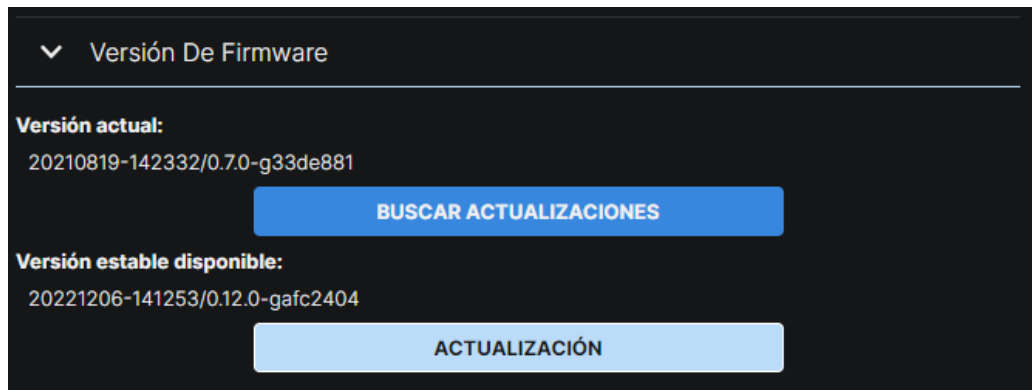 Versión De Firmware
Versión actual:
20210819-142332/0.7.0-g33de881
BUSCAR ACTUALIZACIONES
Versión estable disponible:
20221206-141253/0.12.0-gafc2404
ACTUALIZACIÓN